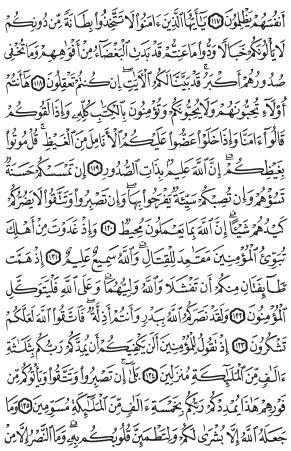 أَنفُسَهُمْ يَظْلِمُونَ ١١٧ يَٰٓأَيُّهَا ٱلَّذِينَ ءَامَنُوا۟ لَا تَتَّخِذُوا۟ بِطَانَةً مِّن دُونِكُمْ
لَا يَأْلُونَكُمْ خَبَالًا وَدُّوا۟ مَا عَنِتُّمْ قَدْ بَدَتِ ٱلْبَغْضَآءُ مِنْ أَفْوَٰهِهِمْ وَمَا تُخْفِى
صُدُورُهُمْ أَكْبَرُ ۚ قَدْ بَيَّنَّا لَكُمُ ٱلْءَايَٰتِ ۖ إِن كُنتُمْ تَعْقِلُونَ ١١٨ هَٰٓأَنتُمْ
أُو۟لَآءِ تُحِبُّونَهُمْ وَلَا يُحِبُّونَكُمْ وَتُؤْمِنُونَ بِٱلْكِتَٰبِ كُلِّهِۦ وَإِذَا لَقُوكُمْ
قَالُوٓا۟ ءَامَنَّا وَإِذَا خَلَوْا۟ عَضُّوا۟ عَلَيْكُمُ ٱلْأَنَامِلَ مِنَ ٱلْغَيْظِ ۚ قُلْ مُوتُوا۟
بِغَيْظِكُمْ ۗ إِنَّ ٱللَّهَ عَلِيمٌۢ بِذَاتِ ٱلصُّدُورِ ١١٩ إِن تَمْسَسْكُمْ حَسَنَةٌ
تَسُؤْهُمْ وَإِن تُصِبْكُمْ سَيِّئَةٌ يَفْرَحُوا۟ بِهَا ۖ وَإِن تَصْبِرُوا۟ وَتَتَّقُوا۟ لَا يَضُرُّكُمْ
كَيْدُهُمْ شَيْـًٔا ۗ إِنَّ ٱللَّهَ بِمَا يَعْمَلُونَ مُحِيطٌ ١٢٠ وَإِذْ غَدَوْتَ مِنْ أَهْلِكَ
تُبَوِّئُ ٱلْمُؤْمِنِينَ مَقَٰعِدَ لِلْقِتَالِ ۗ وَٱللَّهُ سَمِيعٌ عَلِيمٌ ١٢١ إِذْ هَمَّت
طَّآئِفَتَانِ مِنكُمْ أَن تَفْشَلَا وَٱللَّهُ وَلِيُّهُمَا ۗ وَعَلَى ٱللَّهِ فَلْيَتَوَكَّلِ
ٱلْمُؤْمِنُونَ ١٢٢ وَلَقَدْ نَصَرَكُمُ ٱللَّهُ بِبَدْرٍ وَأَنتُمْ أَذِلَّةٌ ۖ فَٱتَّقُوا۟ ٱللَّهَ لَعَلَّكُمْ
تَشْكُرُونَ ١٢٣ إِذْ تَقُولُ لِلْمُؤْمِنِينَ أَلَن يَكْفِيَكُمْ أَن يُمِدَّكُمْ رَبُّكُم بِثَلَٰثَةِ
ءَالَٰفٍ مِّنَ ٱلْمَلَٰٓئِكَةِ مُنزَلِينَ ١٢٤ بَلَىٰٓ ۚ إِن تَصْبِرُوا۟ وَتَتَّقُوا۟ وَيَأْتُوكُم مِّن
فَوْرِهِمْ هَٰذَا يُمْدِدْكُمْ رَبُّكُم بِخَمْسَةِ ءَالَٰفٍ مِّنَ ٱلْمَلَٰٓئِكَةِ مُسَوِّمِينَ ١٢٥ وَمَا
جَعَلَهُ ٱللَّهُ إِلَّا بُشْرَىٰ لَكُمْ وَلِتَطْمَئِنَّ قُلُوبُكُم بِهِۦ ۗ وَمَا ٱلنَّصْرُ إِلَّا مِنْ